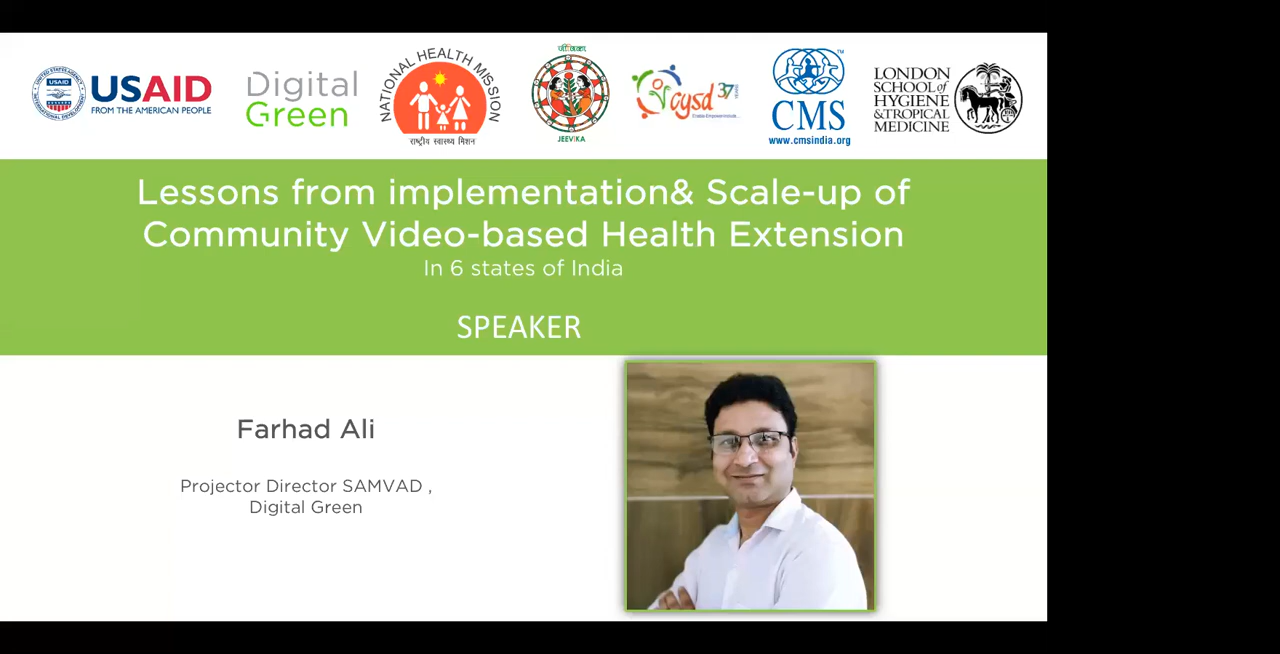 USAID
FROM THE AMERICAN PEOPLE
Digital
Green
NATIONAL HEALTH MISSION
राष्ट्रीय स्वास्थ्य मिशन
JEEVIKA
cysd 37
CMS
TM
www.cmsindia.org
LONDON
SCHOOL of
HYGIENE
&TROPICAL
MEDICINE
Lessons from implementation& Scale-up of
Community Video-based Health Extension
In 6 states of India
SPEAKER
Farhad Ali
Projector Director SAMVAD ,
Digital Green